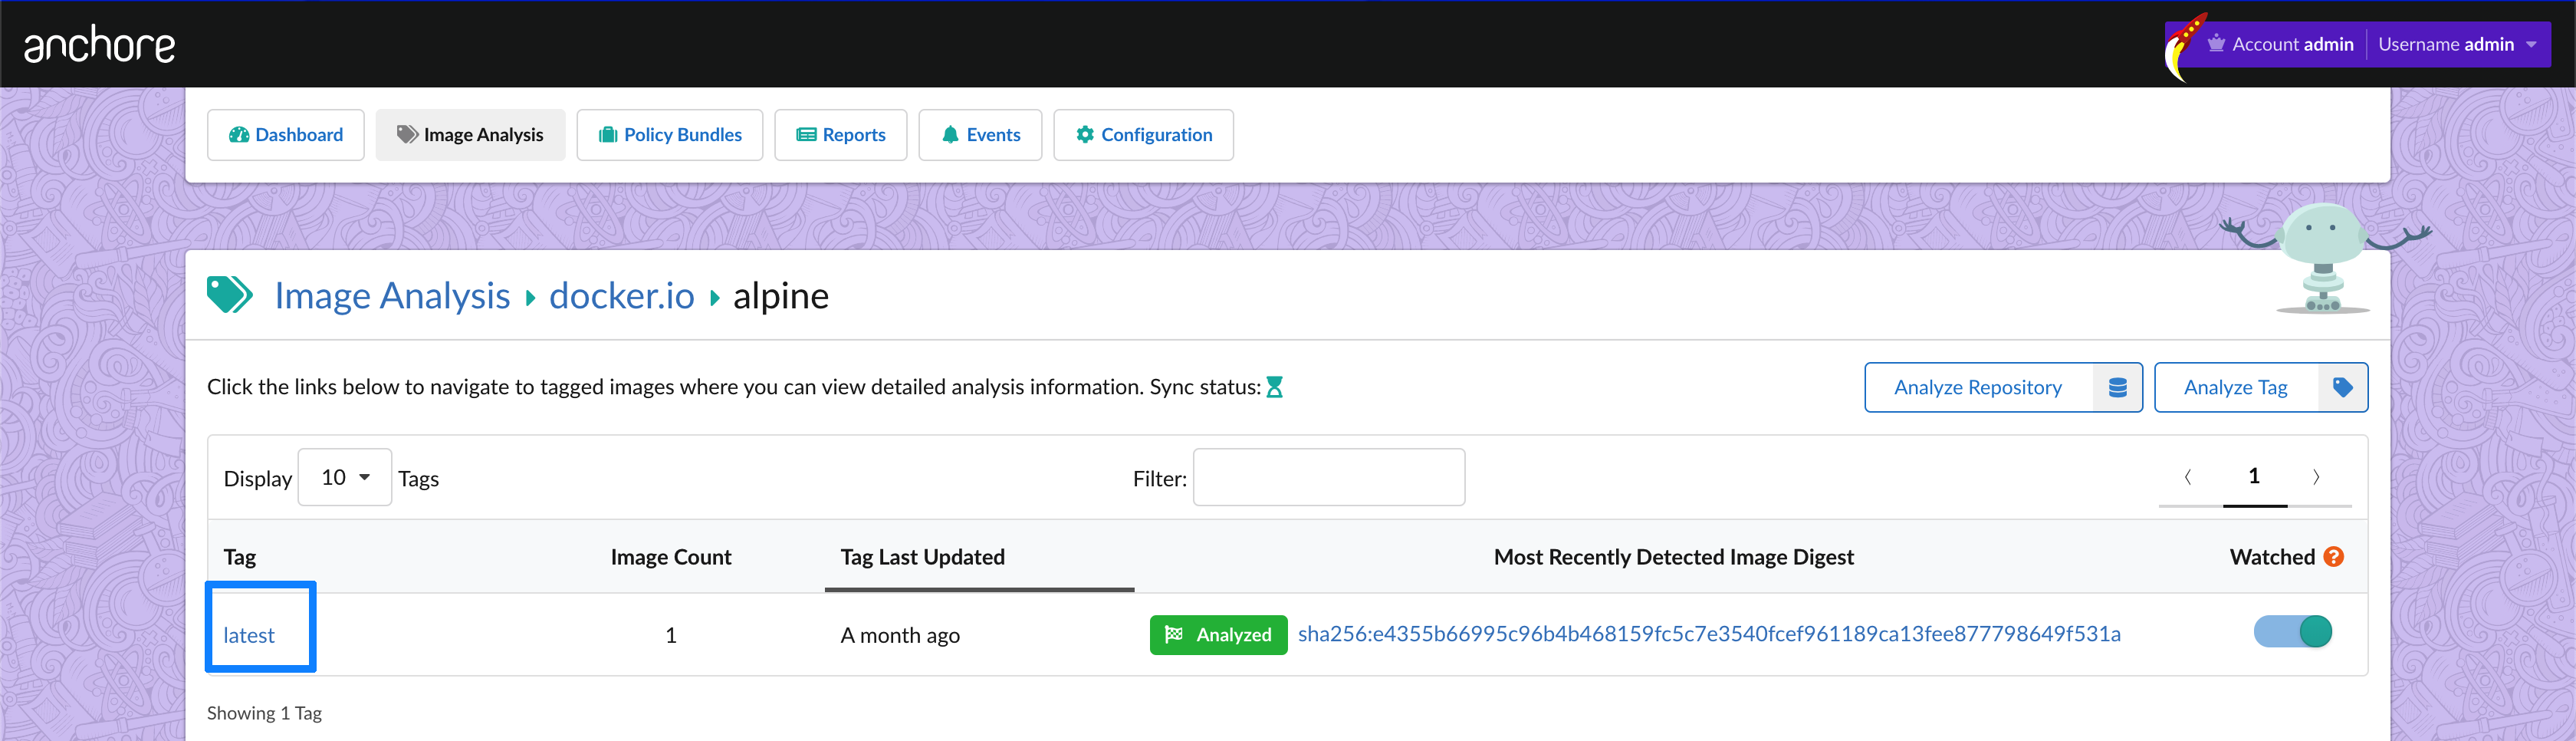 anchore
Account admin Username admin
Dashboard Image Analysis Policy Bundles Reports Events Configuration
Image Analysis docker.io alpine
Click the links below to navigate to tagged images where you can view detailed analysis information. Sync status:
Analyze Repository Analyze Tag
Display 10 Tags Filter: 1
Tag Image Count Tag Last Updated Most Recently Detected Image Digest Watched ?
latest 1 A month ago Analyzed sha256:e4355b66995c96b4b468159fc5c7e3540fcef961189ca13fee877798649f531a
Showing 1 Tag